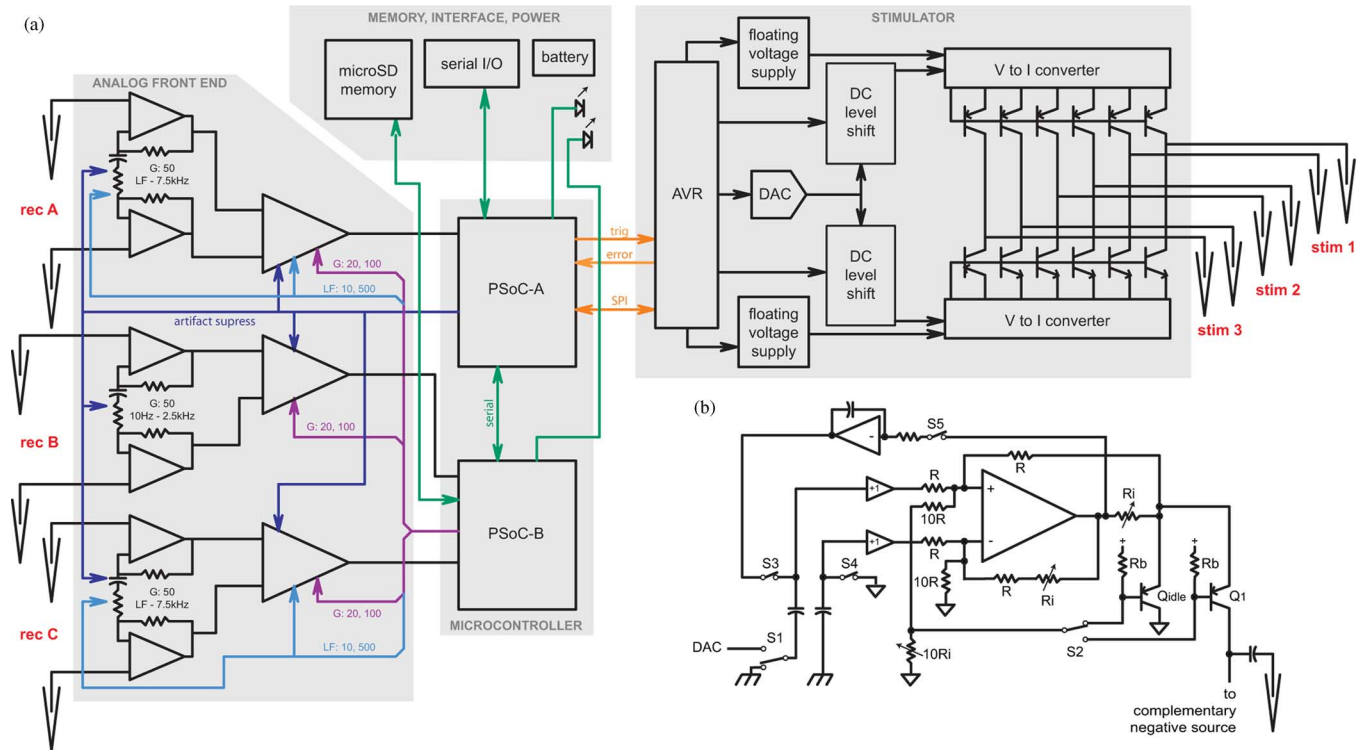 (a)
MEMORY, INTERFACE, POWER
microSD
memory
serial I/O
battery
ANALOG FRONT END
G: 50
LF - 7.5kHz
rec A
G: 20, 100
LF: 10, 500
artifact supress
G: 50
10Hz - 2.5kHz
rec B
G: 20, 100
G: 50
LF - 7.5kHz
rec C
G: 20, 100
LF: 10, 500
PSoC-A
serial
PSoC-B
MICROCONTROLLER
trig
error
SPI
STIMULATOR
AVR
floating
voltage
supply
DC
level
shift
DAC
DC
level
shift
floating
voltage
supply
V to I converter
V to I converter
stim 1
stim 2
stim 3
(b)
-
S5
R
+1
R
+
10R
Ri
S3
S4
+1
R
-
10R
R
Ri
+
Rb
Qidle
+
Rb
Q1
S1
DAC
10Ri
S2
to
complementary
negative source